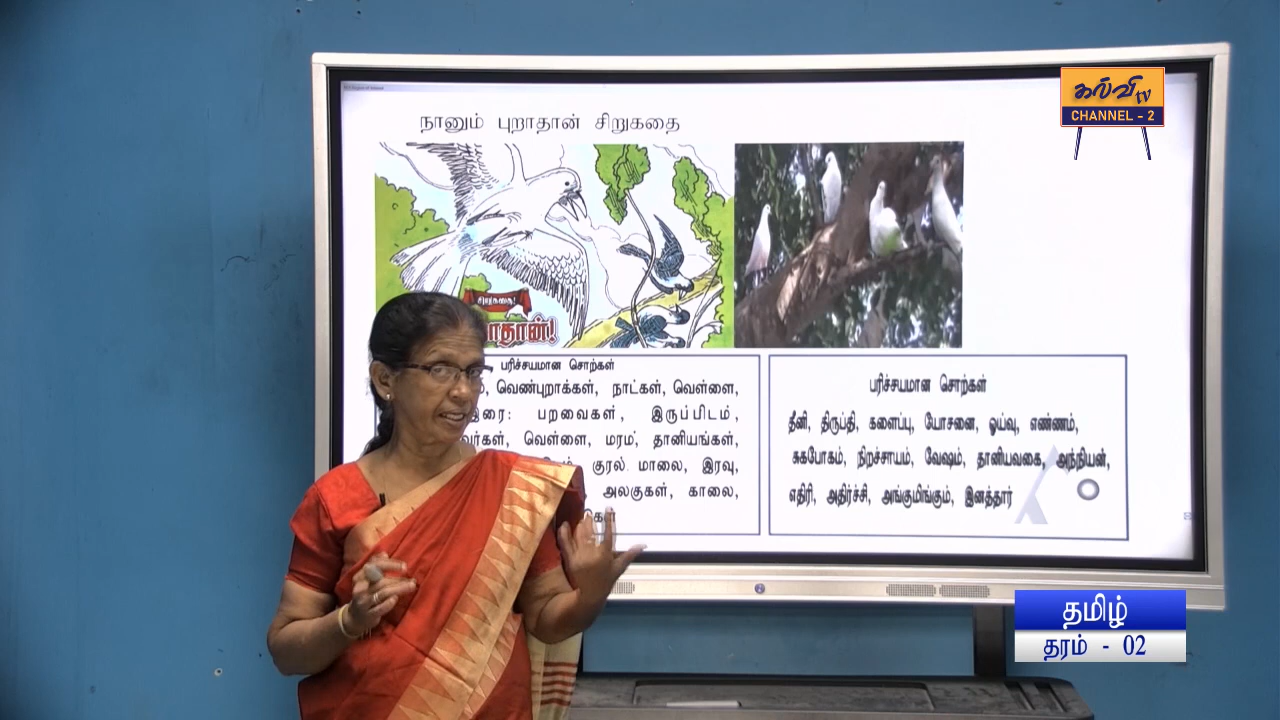 கல்வி tv
CHANNEL - 2
நானும் புறாதான் சிறுகதை
சிறுகதை!
பரிச்சயமான சொற்கள்
வெண்புறாக்கள், நாட்கள், வெள்ளை,
பறவைகள், இருப்பிடம்,
வெள்ளை, மரம், தானியங்கள்,
குரல் மாலை, இரவு,
அலகுகள், காலை,
பரிச்சயமான சொற்கள்
தீனி, திருப்தி, களைப்பு, யோசனை, ஓய்வு, எண்ணம்,
சுகபோகம், நிறச்சாயம், வேஷம், தானியவகை, அந்நியன்,
எதிரி, அதிர்ச்சி, அங்குமிங்கும், இனத்தார்
தமிழ்
தரம் - 02